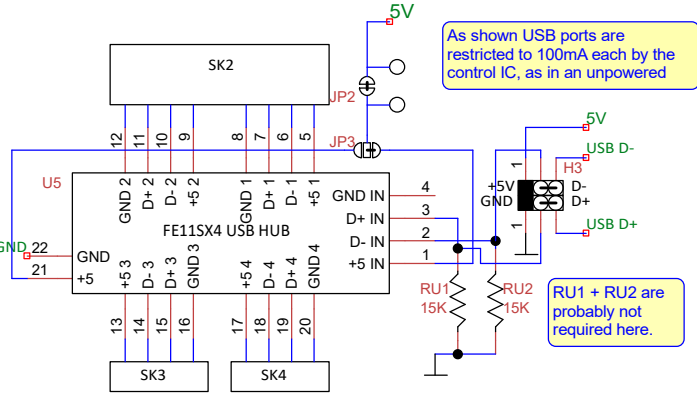 5V
As shown USB ports are
restricted to 100mA each by the
control IC, as in an unpowered
SK2
JP2
JP3
12
11
10
9
8
7
6
5
5V
USB D-
H3
U5
GND 2
D+ 2
D- 2
+5 2
GND 1
D+ 1
D- 1
+5 1
GND IN
4
D+ IN
3
D- IN
2
+5 IN
1
1
+5V
GND
D-
D+
1
USB D+
FE11SX4 USB HUB
GND
22
GND
21
+5
+5 3
D- 3
D+ 3
GND 3
+5 4
D- 4
D+ 4
GND 4
13
14
15
16
17
18
19
20
RU1
15K
RU2
15K
RU1 + RU2 are
probably not
required here.
SK3
SK4